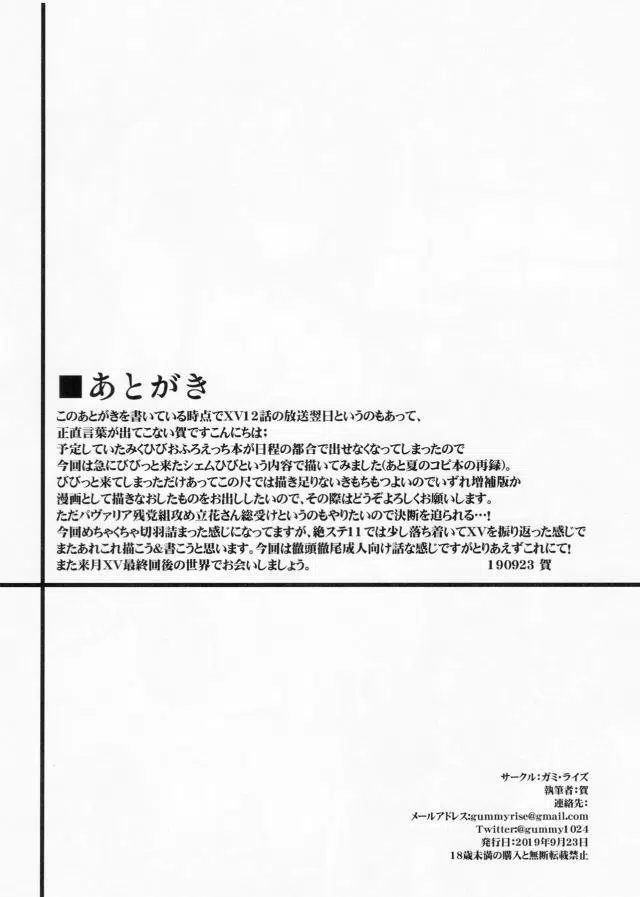 ■あとがき
このあとがきを書いている時点でXV12話の放送翌日というのもあって、
正直言葉が出てこない賀ですこんにちは;
予定していたみくひびおふろえっち本が日程の都合で出せなくなってしまったので
今回は急にびびっと来たシェムひびという内容で描いてみました(あと夏のコピ本の再録)。
びびっと来てしまっただけあってこの尺では描き足りないきもちもつよいのでいずれ増補版か
漫画として描きなおしたものをお出ししたいので、その際はどうぞよろしくお願いします。
ただパヴァリア残党組攻め立花さん総受けというのもやりたいので決断を迫られる…!
今回めちゃくちゃ切羽詰まった感じになってますが、絶ステ11では少し落ち着いてXVを振り返った感じで
またあれこれ描こう&書こうと思います。今回は徹頭徹尾成人向け話な感じですがとりあえずこれにて!
また来月XV最終回後の世界でお会いしましょう。 190923 賀
サークル:ガミ・ライズ
執筆者:賀
連絡先:
メールアドレス:gummyrise@gmail.com
Twitter:@gummy1024
発行日:2019年9月23日
18歳未満の購入と無断転載禁止